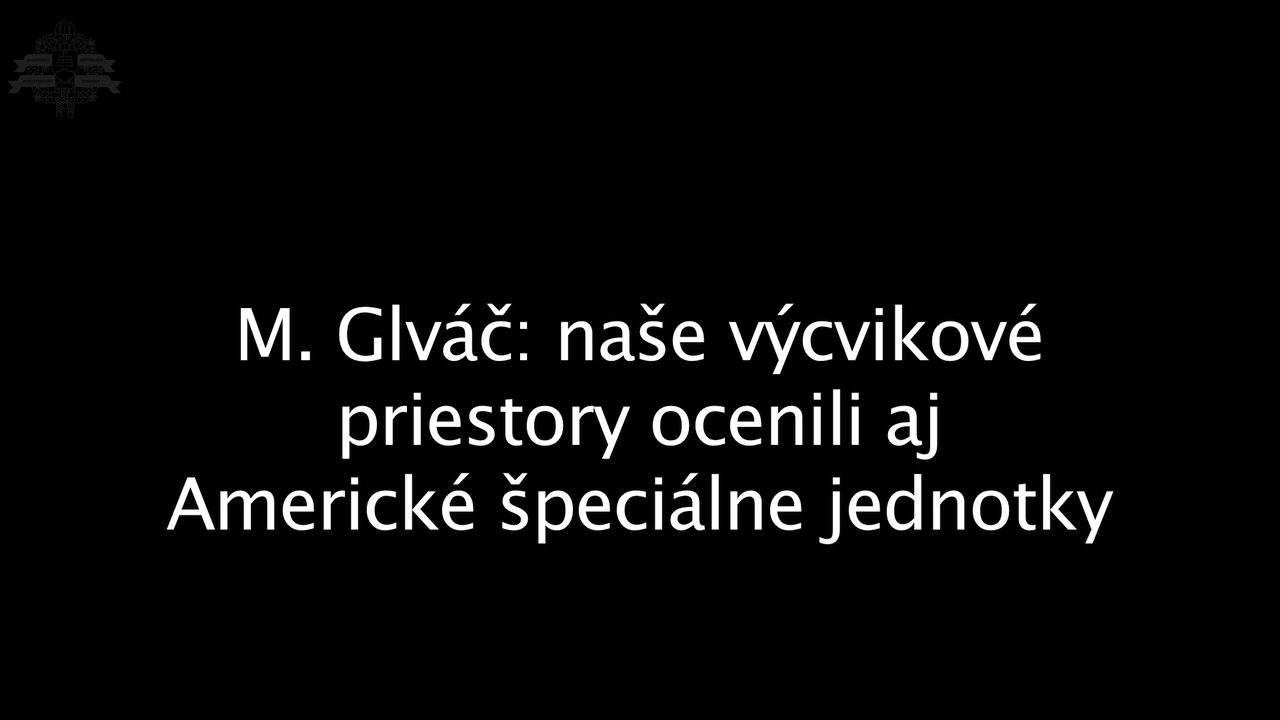 M. Glváč: naše výcvikové
priestory ocenili aj
Americké špeciálne jednotky